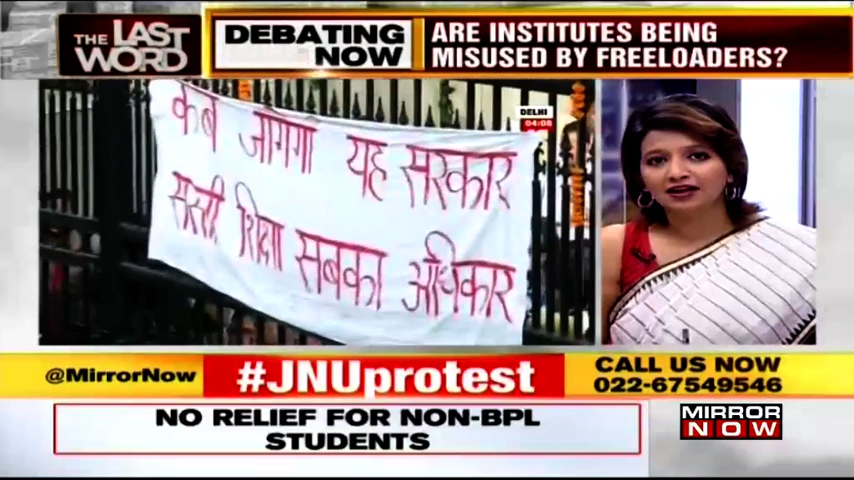 THE LAST WORD
DEBATING NOW
ARE INSTITUTES BEING
MISUSED BY FREELOADERS?
DELHI
04:08
कब जागेगा यह सरकार
सस्ती शिक्षा सबका अधिकार
@MirrorNow
#JNUprotest
CALL US NOW
022-67549546
NO RELIEF FOR NON-BPL
STUDENTS
MIRROR
NOW